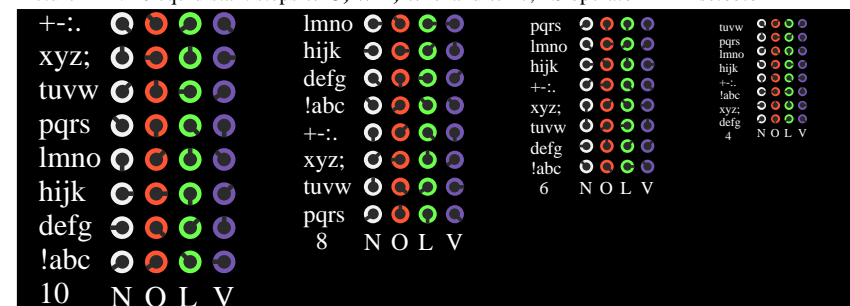 +-:.
xyz;
tuvw
pqrs
lmno
hijk
defg
!abc
10 N O L V
lmno
hijk
defg
!abc
+-:.
xyz;
tuvw
pqrs
8 N O L V
pqrs
lmno
hijk
+-:.
xyz;
tuvw
defg
!abc
6 N O L V
tuvw
pqrs
lmno
hijk
+-:.
!abc
xyz;
defg
4 N O L V